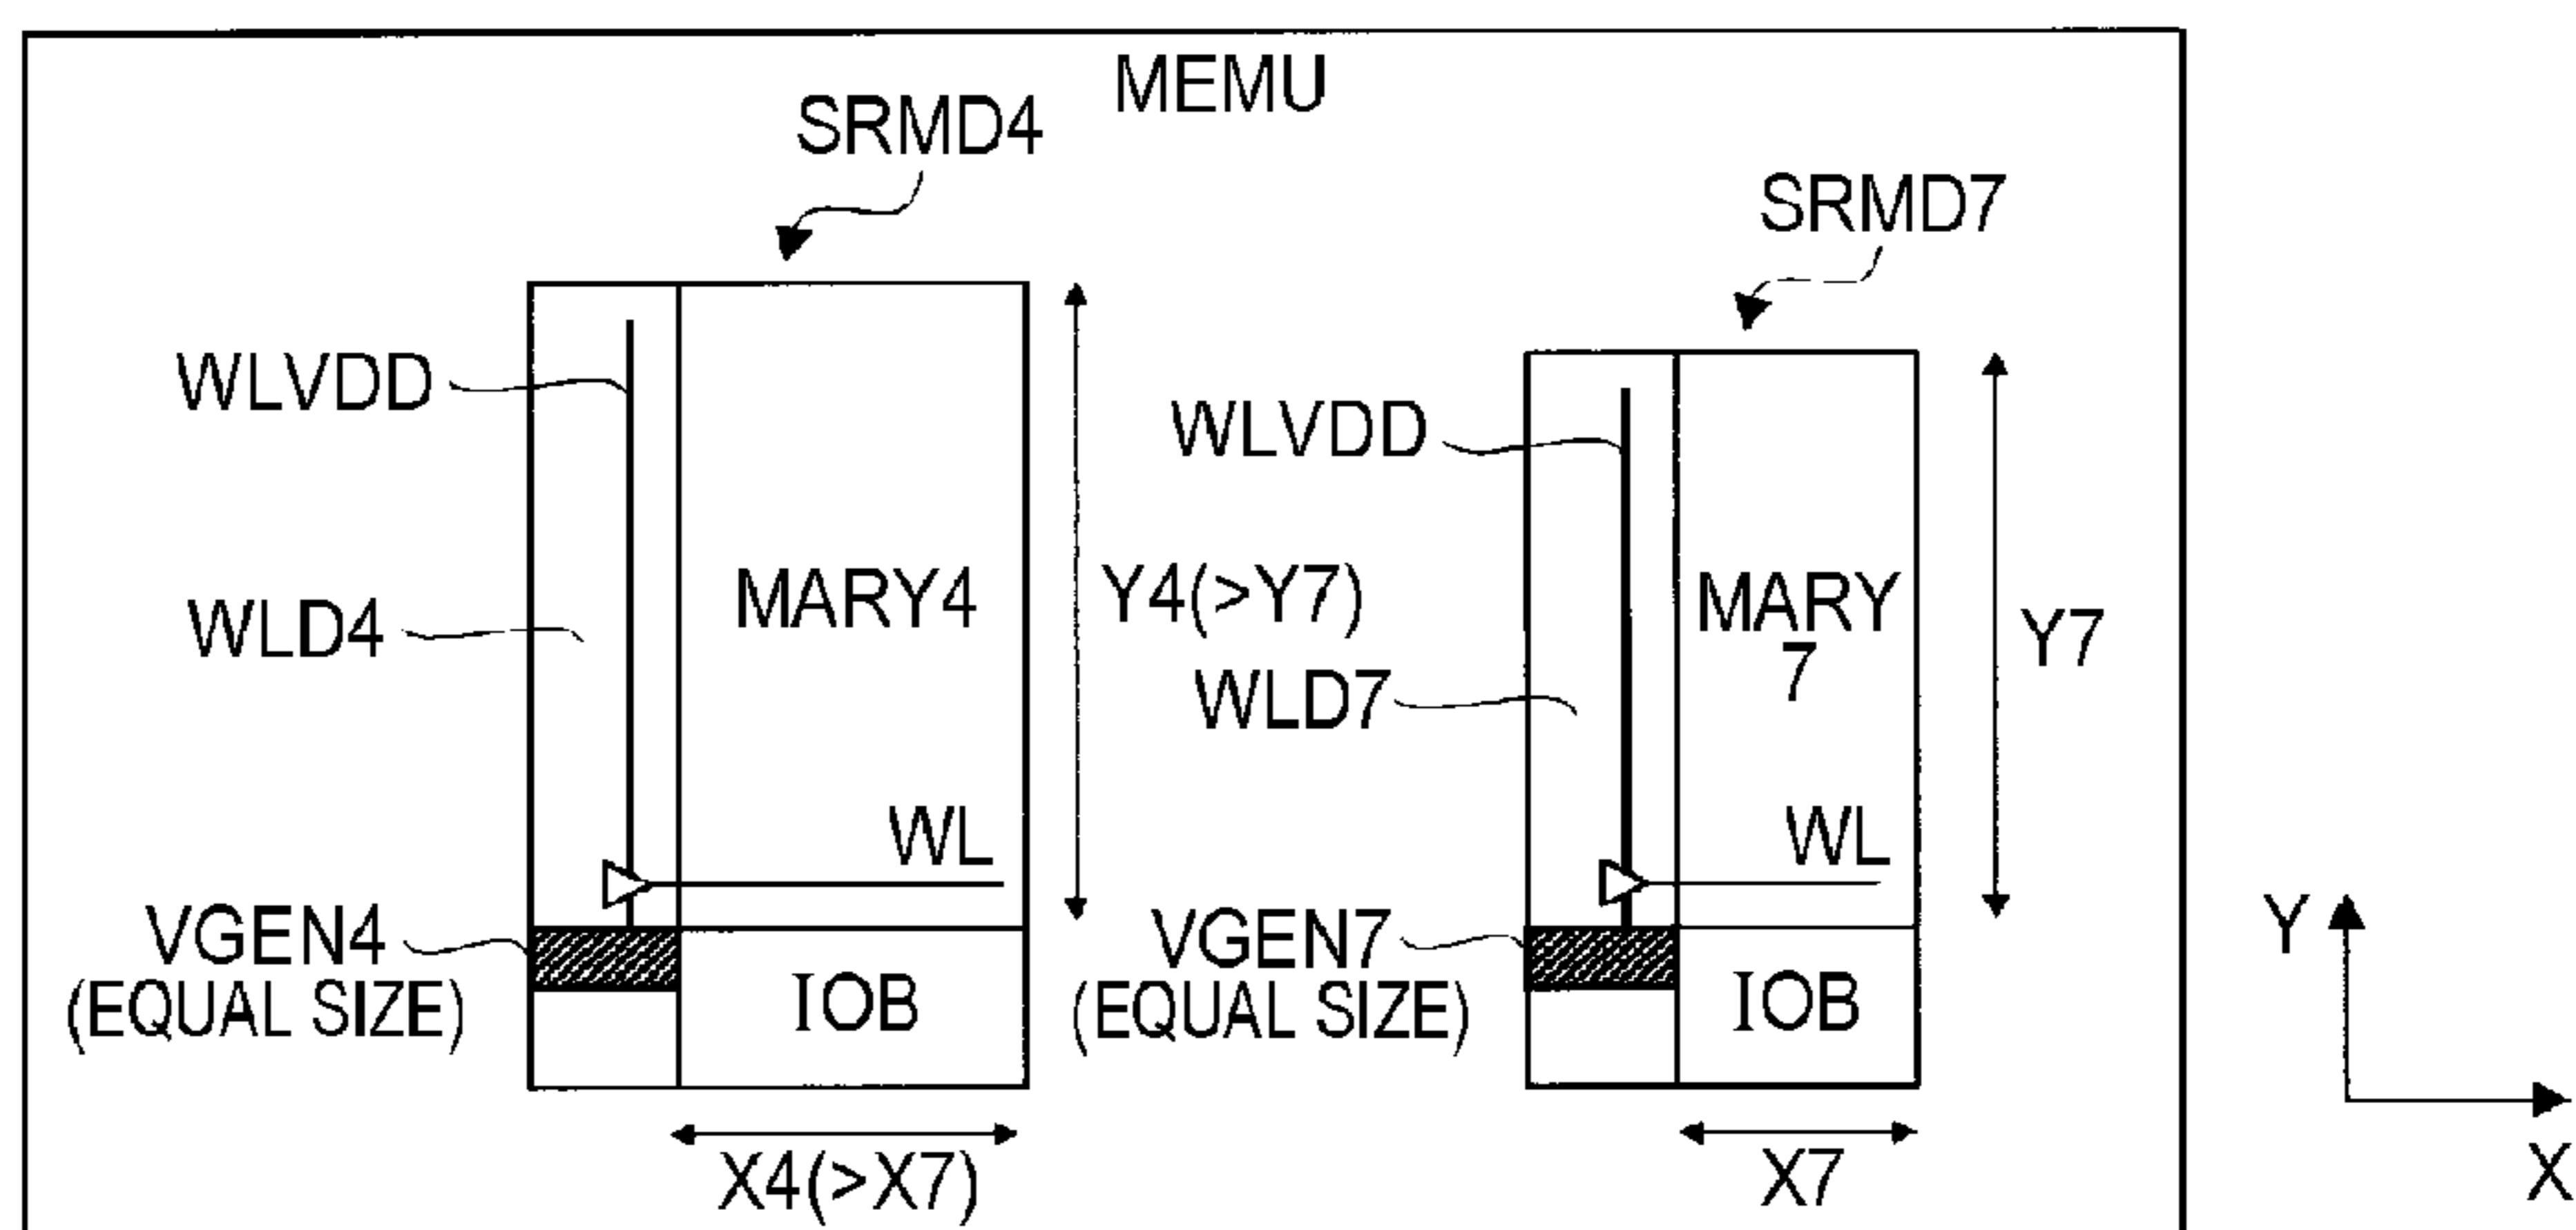 MEMU
SRMD4
SRMD7
WLVDD
WLVDD
MARY4
Y4(>Y7)
MARY
7
Y7
WLD4
WLD7
WL
WL
VGEN4
(EQUAL SIZE)
IOB
VGEN7
(EQUAL SIZE)
IOB
Y
X
X4(>X7)
X7